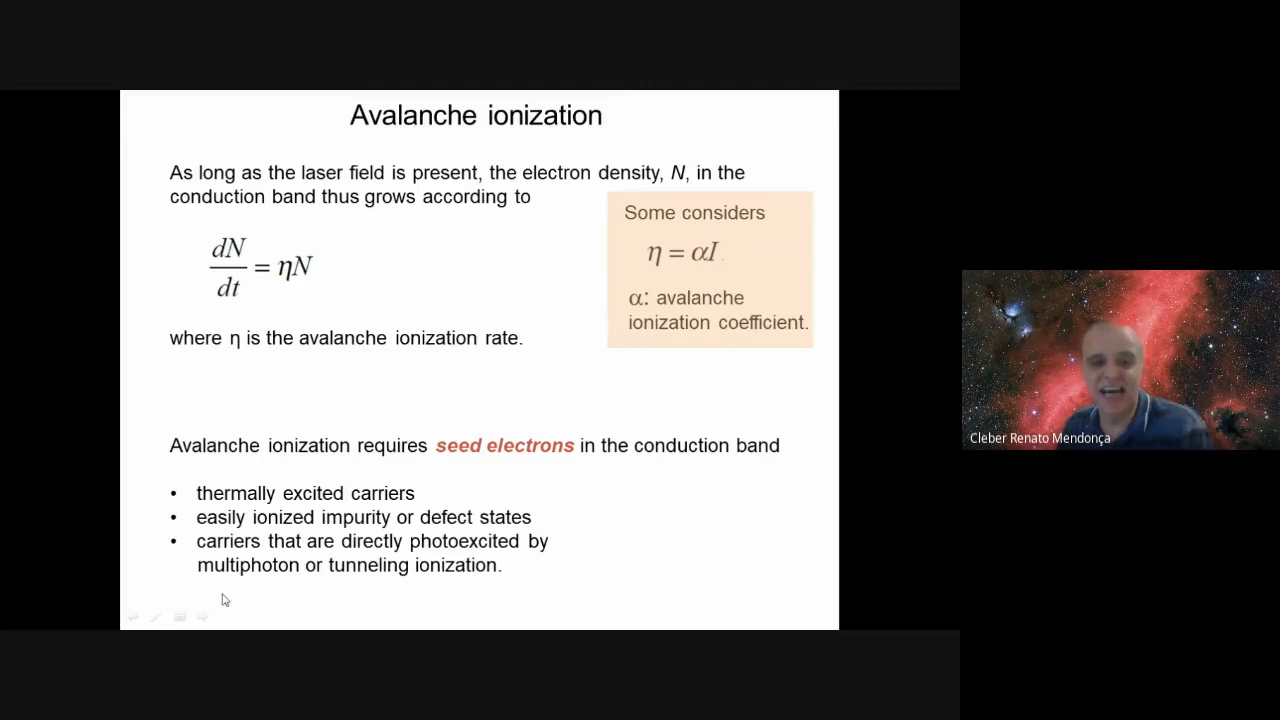 Avalanche ionization
As long as the laser field is present, the electron density, N, in the
conduction band thus grows according to
dN/dt = ηN
Some considers
η = αI
α: avalanche
ionization coefficient.
where η is the avalanche ionization rate.
Avalanche ionization requires seed electrons in the conduction band
• thermally excited carriers
• easily ionized impurity or defect states
• carriers that are directly photoexcited by
multiphoton or tunneling ionization.
Cleber Renato Mendonça